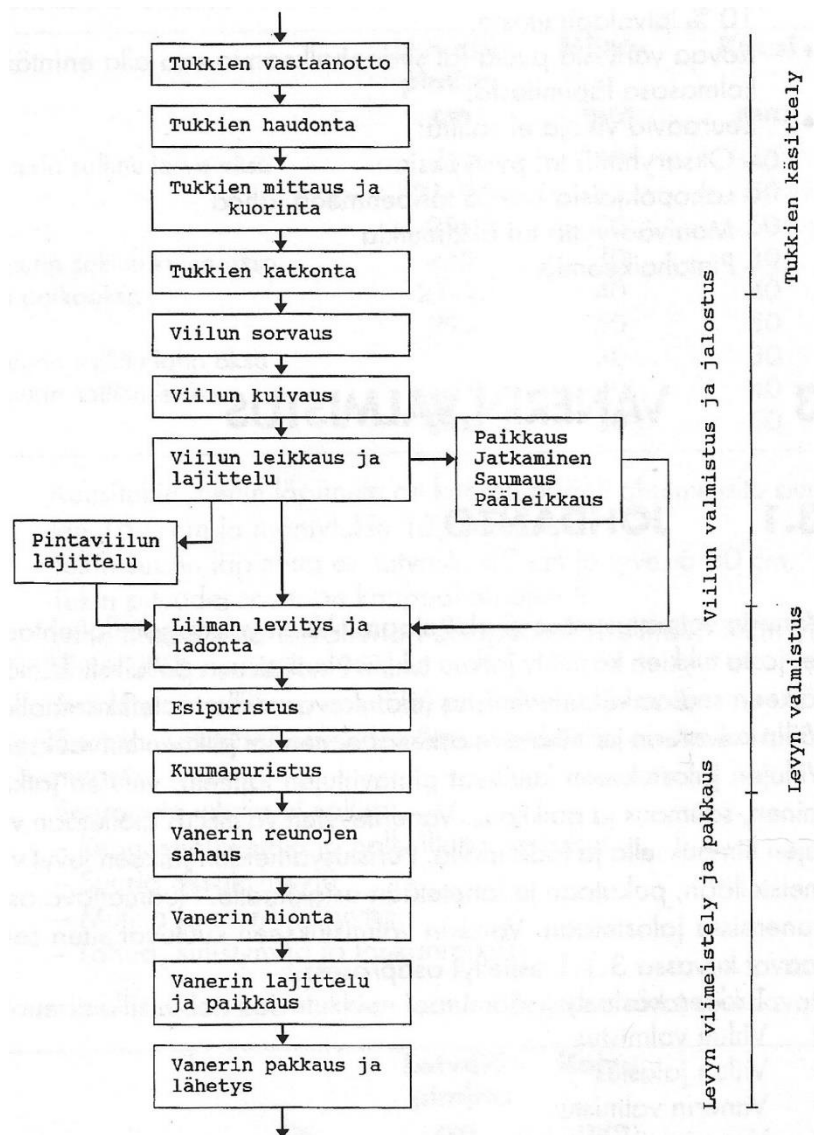 Tukkien vastaanotto
Tukkien haudonta
Tukkien mittaus ja
kuorinta
Tukkien katkonta
Viilun sorvaus
Viilun kuivaus
Viilun leikkaus ja
lajittelu
Paikkaus
Jatkaminen
Saumaus
Pääleikkaus
Pintaviilun
lajittelu
Liiman levitys ja
ladonta
Esipuristus
Kuumapuristus
Vanerin reunojen
sahaus
Vanerin hionta
Vanerin lajittelu
ja paikkaus
Vanerin pakkaus ja
lähetys
Tukkien käsittely
Viilun valmistus ja jalostus
Levyn valmistus
Levyn viimeistely ja pakkaus